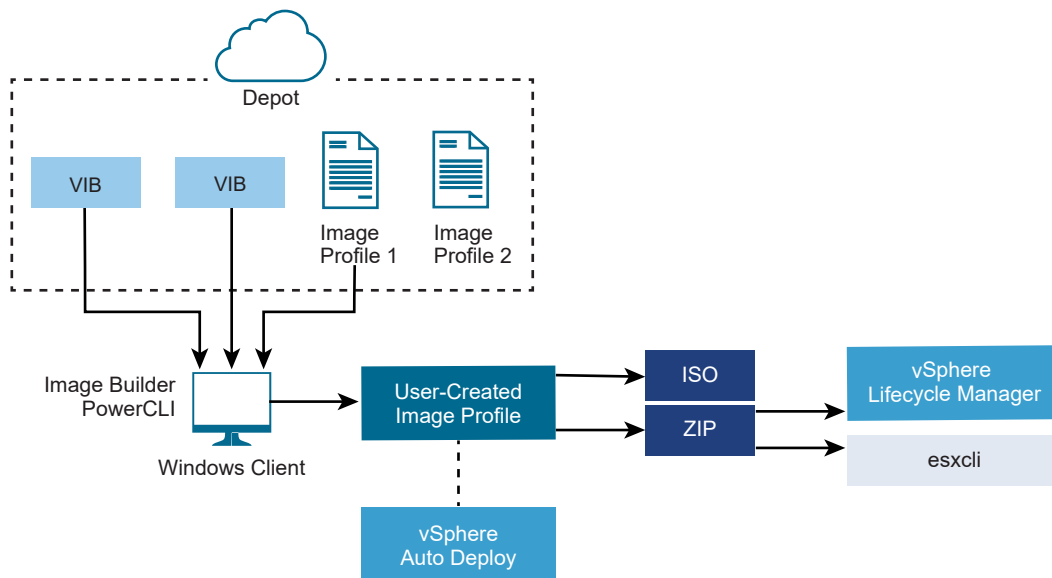 Depot
VIB
VIB
Image
Profile 1
Image
Profile 2
Image Builder
PowerCLI
Windows Client
User-Created
Image Profile
ISO
ZIP
vSphere
Lifecycle Manager
esxcli
vSphere
Auto Deploy